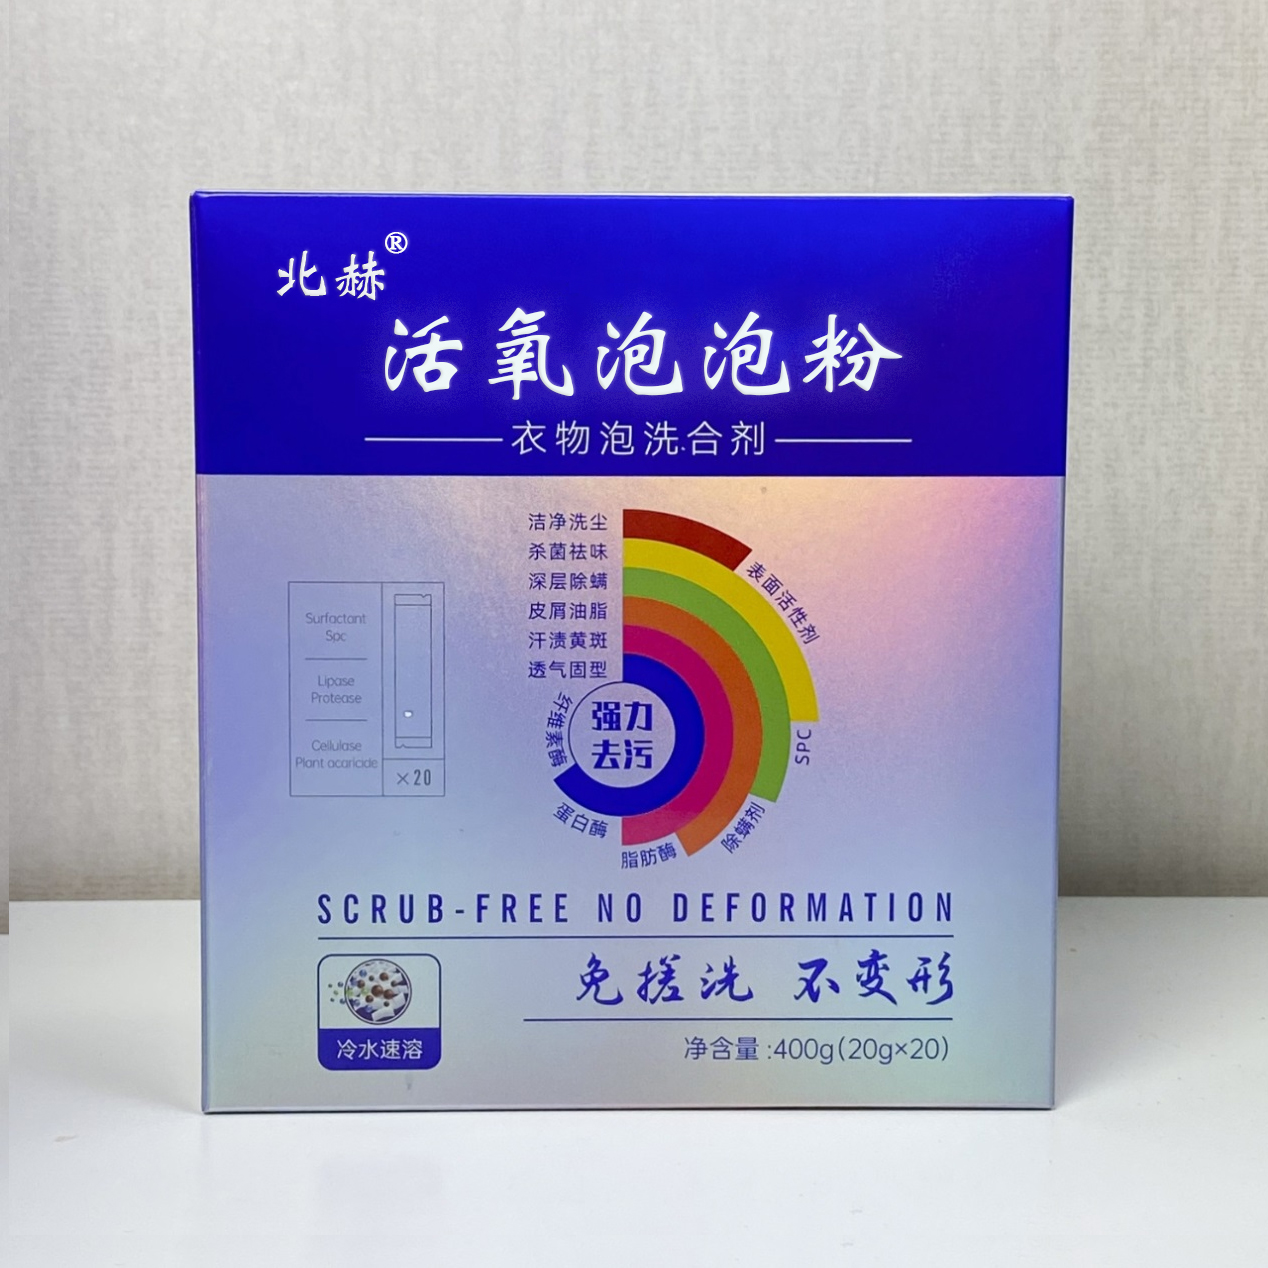 北赫®
活氧泡泡粉
衣物泡洗.合剂
洁净洗尘
杀菌祛味
深层除螨
皮屑油脂
汗渍黄斑
透气固型
表面活性剂
SPC
除螨剂
脂肪酶
蛋白酶
纤维素酶
强力
去污
Surfactant
Spc
Lipase
Protease
Cellulase
Plant acaricide
×20
SCRUB-FREE NO DEFORMATION
免搓洗 不变形
冷水速溶
净含量:400g(20g×20)